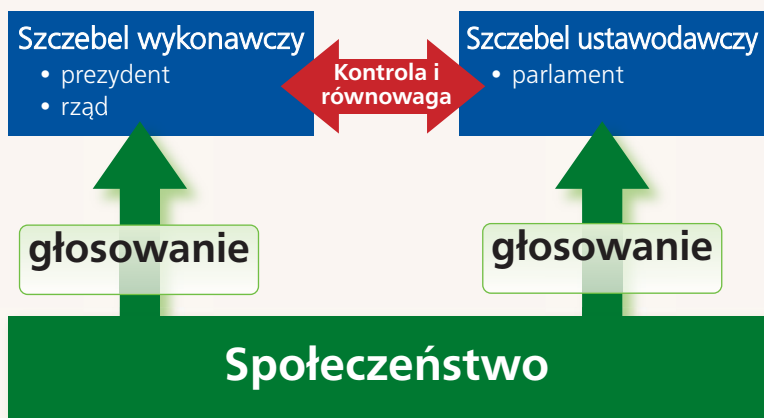 Szczebel wykonawczy
• prezydent
• rząd
Kontrola i
równowaga
Szczebel ustawodawczy
• parlament
głosowanie
głosowanie
Społeczeństwo